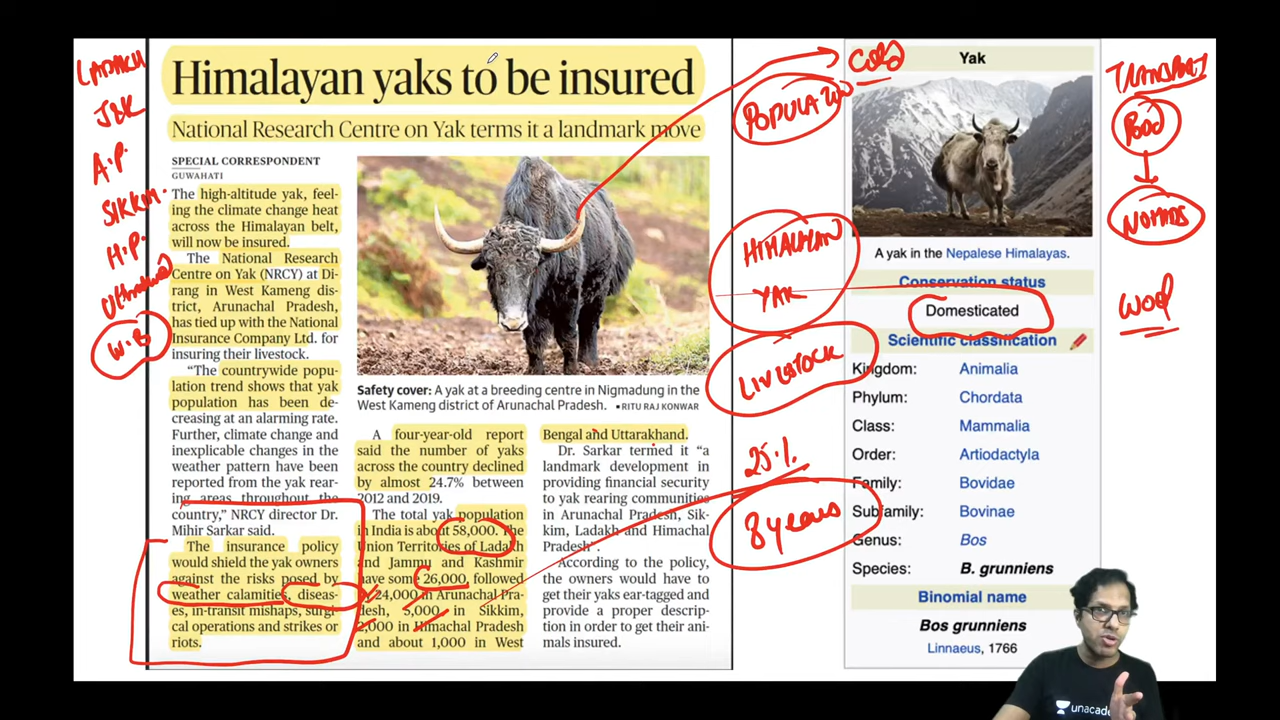 LADAKH
J&K
A.P.
SIKKIM.
H.P.
W.B
Himalayan yaks to be insured
National Research Centre on Yak terms it a landmark move
SPECIAL CORRESPONDENT
GUWAHATI
The high-altitude yak, feel-
ing the climate change heat
across the Himalayan belt,
will now be insured.
The National Research
Centre on Yak (NRCY) at Di-
rang in West Kameng dis-
trict, Arunachal Pradesh,
has tied up with the National
Insurance Company Ltd. for
insuring their livestock.
"The countrywide popu-
lation trend shows that yak
population has been de-
creasing at an alarming rate.
Further, climate change and
inexplicable changes in the
weather pattern have been
reported from the yak rear-
ing areas throughout the
country," NRCY director Dr.
Mihir Sarkar said.
The insurance policy
would shield the yak owners
against the risks posed by
weather calamities, diseas-
es, in-transit mishaps, surgi-
cal operations and strikes or
riots.
Safety cover: A yak at a breeding centre in Nigmadung in the
West Kameng district of Arunachal Pradesh. ■ RITU RAJ KONWAR
A four-year-old report
said the number of yaks
across the country declined
by almost 24.7% between
2012 and 2019.
The total yak population
in India is about 58,000. The
Union Territories of Ladakh
and Jammu and Kashmir
have some 26,000, followed
by 24,000 in Arunachal Pra-
desh, 5,000 in Sikkim,
2,000 in Himachal Pradesh
and about 1,000 in West
Bengal and Uttarakhand.
Dr. Sarkar termed it "a
landmark development in
providing financial security
to yak rearing communities
in Arunachal Pradesh, Sik-
kim, Ladakh and Himachal
Pradesh".
According to the policy,
the owners would have to
get their yaks ear-tagged and
provide a proper descrip-
tion in order to get their ani-
mals insured.
COLD
HIMALAYAN
YAK
LIVESTOCK
25%
8 years
Yak
A yak in the Nepalese Himalayas.
Conservation status
Domesticated
Scientific classification
Kingdom: Animalia
Phylum: Chordata
Class: Mammalia
Order: Artiodactyla
Family: Bovidae
Subfamily: Bovinae
Genus: Bos
Species: B. grunniens
Binomial name
Bos grunniens
Linnaeus, 1766
TRANSPORT
FOOD
NOMADS
WOOL